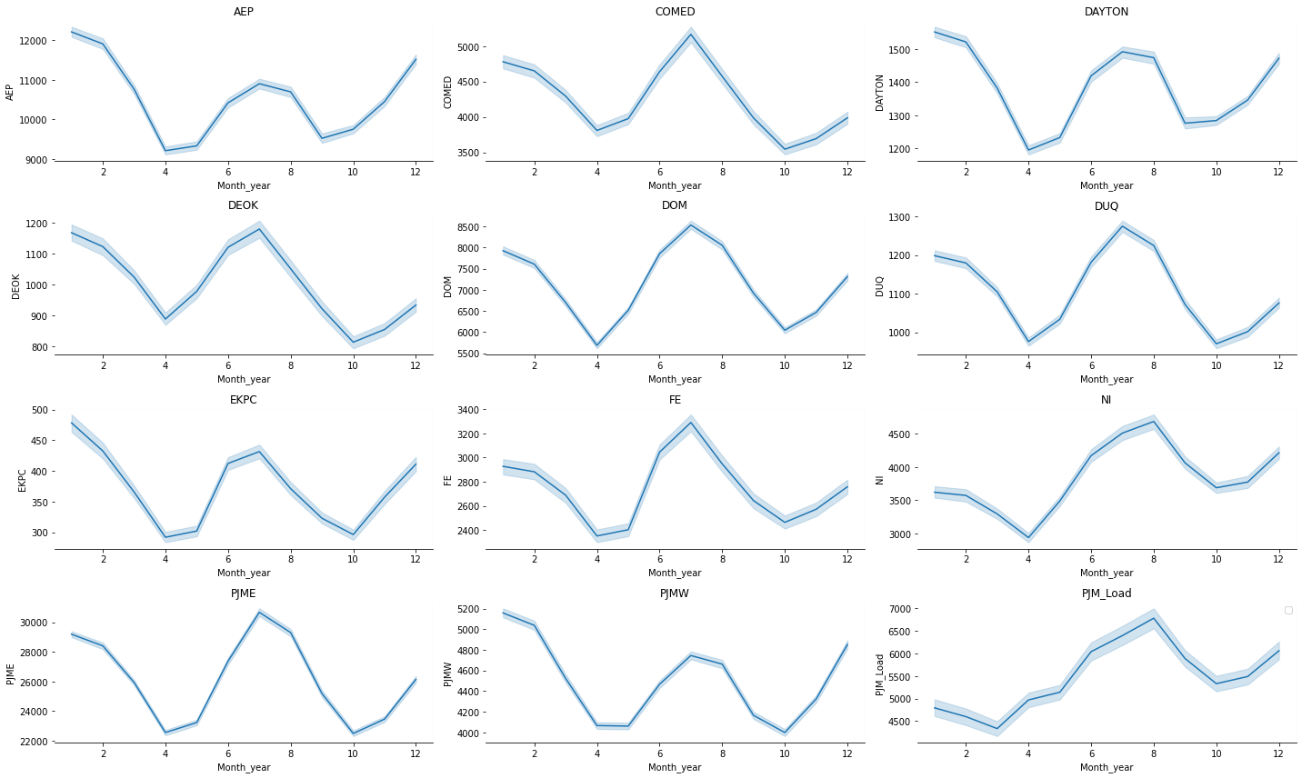 AEP
COMED
DAYTON
12000
11000
10000
9000
AEP
2 4 6 8 10 12
Month_year
5000
4500
4000
3500
COMED
2 4 6 8 10 12
Month_year
1500
1400
1300
1200
DAYTON
2 4 6 8 10 12
Month_year
DEOK
DOM
DUQ
1200
1100
1000
900
800
DEOK
2 4 6 8 10 12
Month_year
8500
8000
7500
7000
6500
6000
5500
DOM
2 4 6 8 10 12
Month_year
1300
1200
1100
1000
DUQ
2 4 6 8 10 12
Month_year
EKPC
FE
NI
500
450
400
350
300
EKPC
2 4 6 8 10 12
Month_year
3400
3200
3000
2800
2600
2400
FE
2 4 6 8 10 12
Month_year
4500
4000
3500
3000
NI
2 4 6 8 10 12
Month_year
PJME
PJMW
PJM_Load
30000
28000
26000
24000
22000
PJME
2 4 6 8 10 12
Month_year
5200
5000
4800
4600
4400
4200
4000
PJMW
2 4 6 8 10 12
Month_year
7000
6500
6000
5500
5000
4500
PJM_Load
2 4 6 8 10 12
Month_year